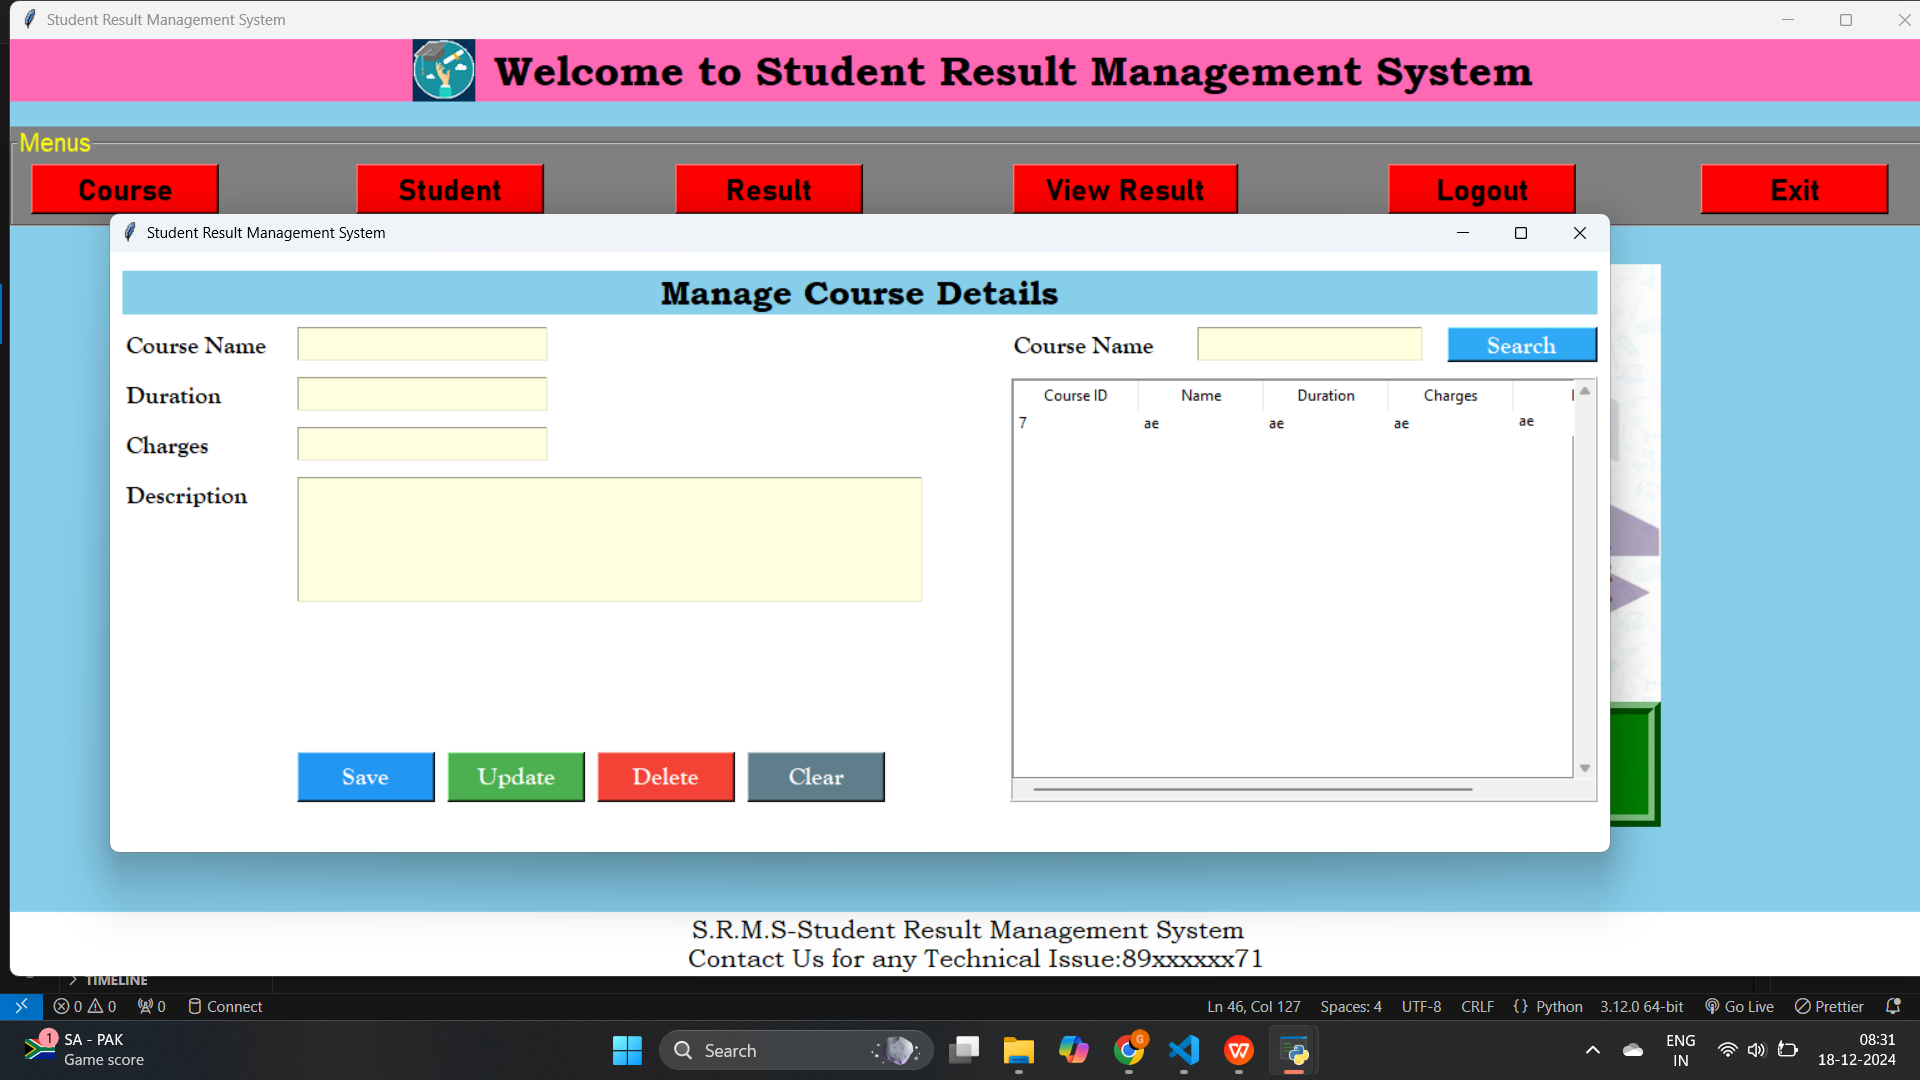 Student Result Management System
Welcome to Student Result Management System
Menus
Course Student Result View Result Logout Exit
Student Result Management System
Manage Course Details
Course Name
Duration
Charges
Description
Save Update Delete Clear
Course Name Search
Course ID Name Duration Charges
7 ae ae ae ae
S.R.M.S-Student Result Management System
Contact Us for any Technical Issue:89xxxxxx71
TIMELINE
0 0 0 Connect
Ln 46, Col 127 Spaces: 4 UTF-8 CRLF {} Python 3.12.0 64-bit Go Live Prettier
1
SA - PAK
Game score
Search
G
W
ENG
IN
08:31
18-12-2024